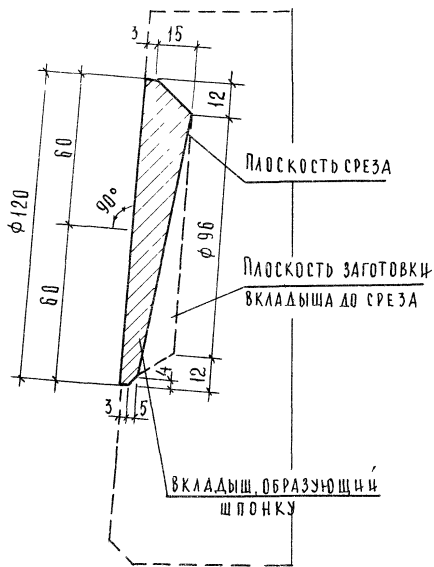 3 15
12
60
ПЛОСКОСТЬ СРЕЗА
90°
ф120
ф96
ПЛОСКОСТЬ ЗАГОТОВКИ
ВКЛАДЫША ДО СРЕЗА
60
4
12
3 5
ВКЛАДЫШ, ОБРАЗУЮЩИЙ
ШПОНКУ